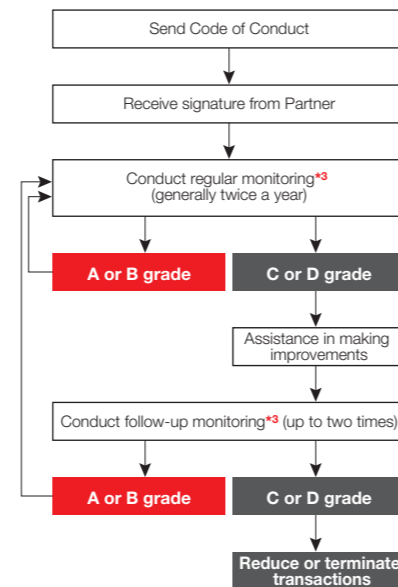 Send Code of Conduct
Receive signature from Partner
Conduct regular monitoring*3
(generally twice a year)
A or B grade
C or D grade
Assistance in making
improvements
Conduct follow-up monitoring*3 (up to two times)
A or B grade
C or D grade
Reduce or terminate
transactions